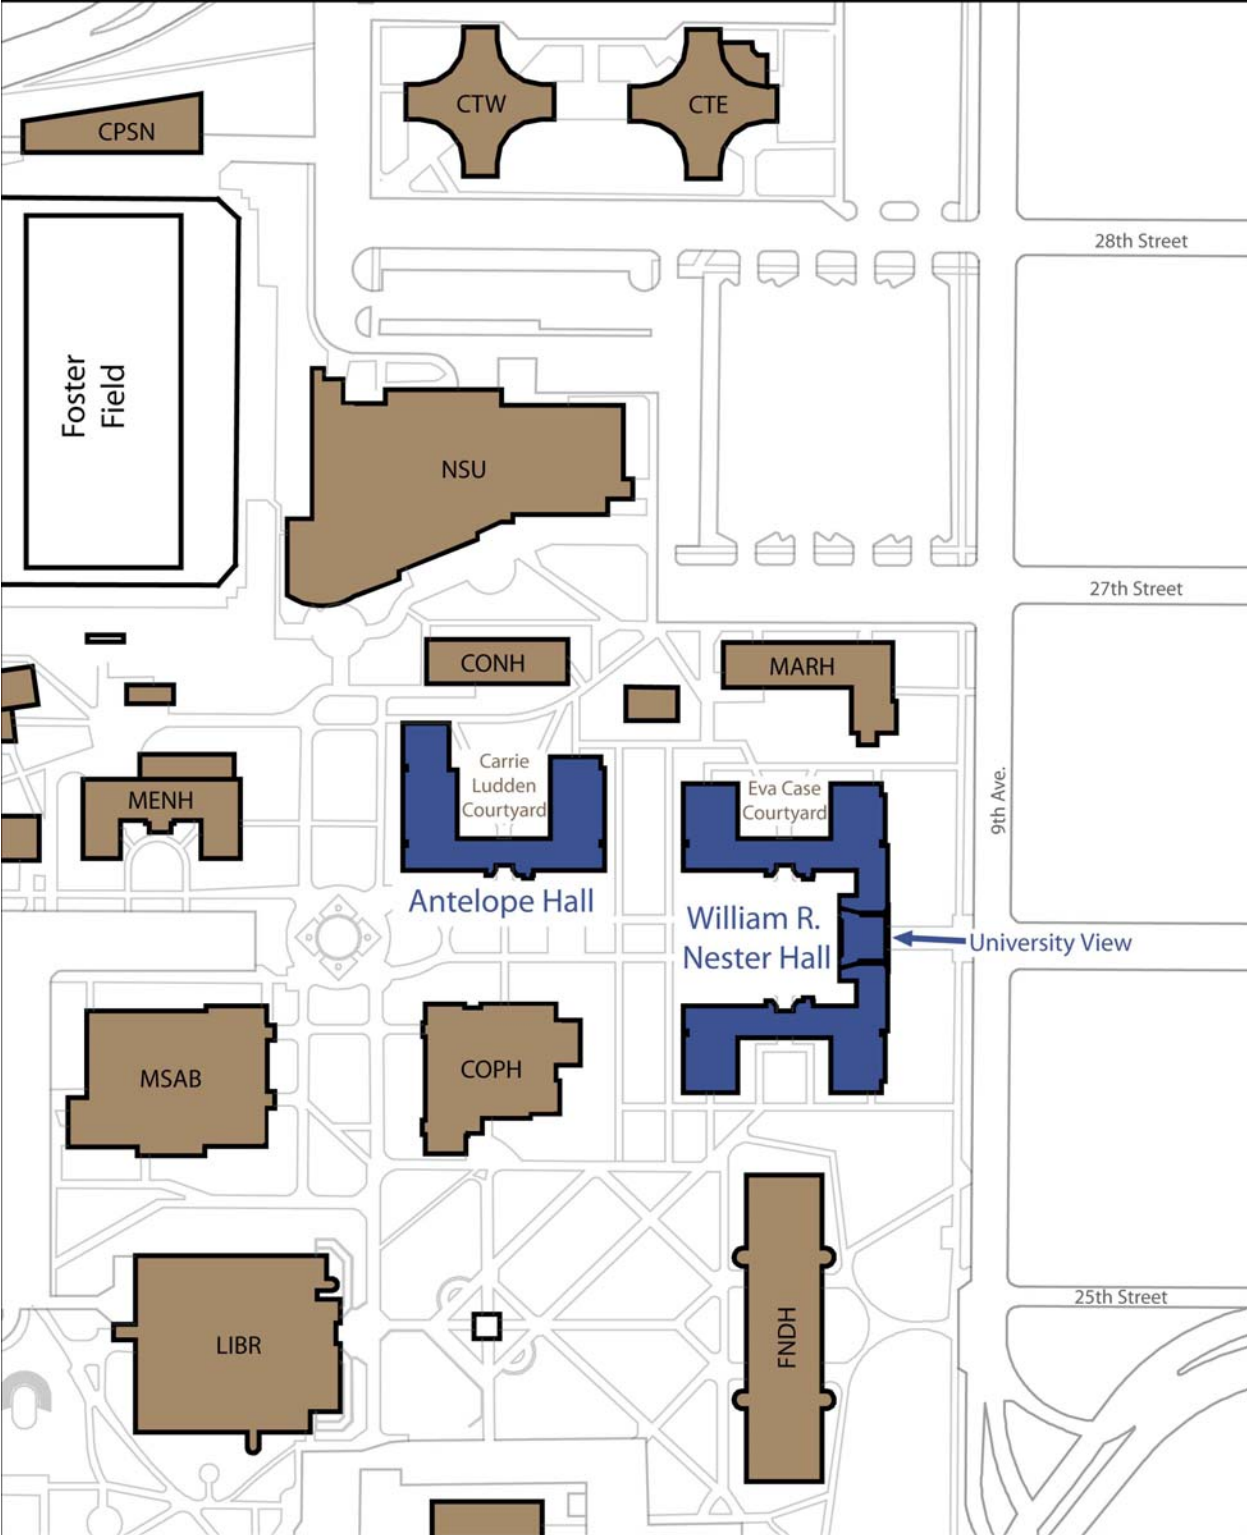 CTW
CTE
CPSN
28th Street
Foster
Field
NSU
27th Street
CONH
MARH
Carrie
Ludden
Courtyard
Eva Case
Courtyard
MENH
9th Ave.
Antelope Hall
William R.
Nester Hall
University View
MSAB
COPH
25th Street
LIBR
FNDH